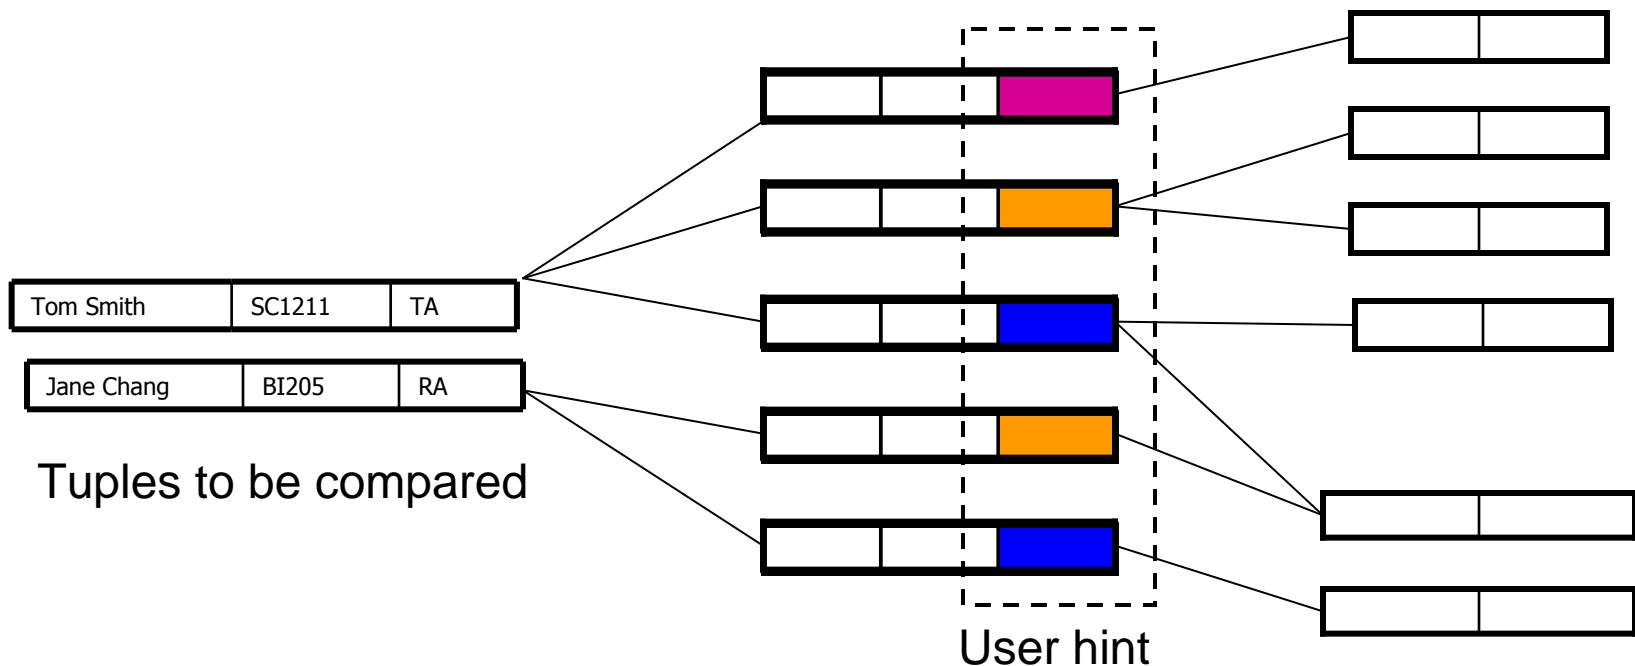 Tom Smith SC1211 TA
Jane Chang BI205 RA
Tuples to be compared
User hint